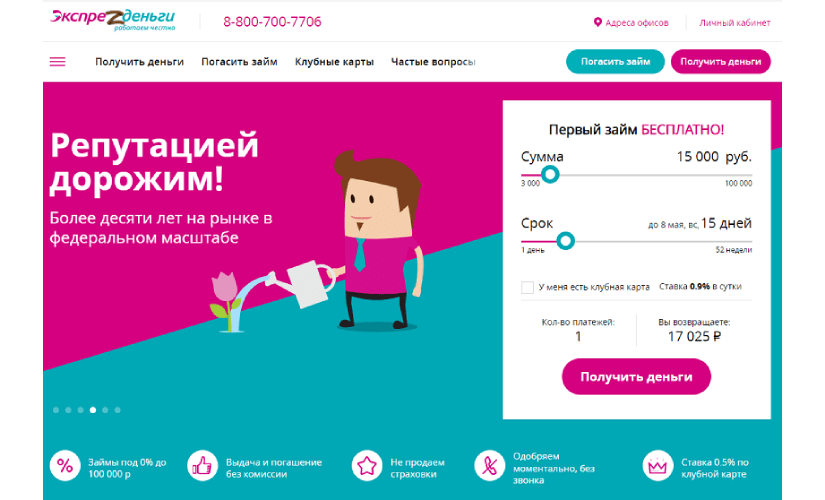 ЭкспреZденьги
работаем честно
8-800-700-7706
Адреса офисов
Личный кабинет
Получить деньги
Погасить займ
Клубные карты
Частые вопросы
Погасить займ
Получить деньги
Репутацией
дорожим!
Более десяти лет на рынке в
федеральном масштабе
Первый займ БЕСПЛАТНО!
Сумма 15 000 руб.
3 000 100 000
Срок до 8 мая, вс, 15 дней
1 день 52 недели
У меня есть клубная карта Ставка 0.9% в сутки
Кол-во платежей: Вы возвращаете:
1 17 025 ₽
Получить деньги
%
Займы под 0% до
100 000 р
Выдача и погашение
без комиссии
Не продаем
страховки
Одобряем
моментально, без
звонка
Ставка 0.5% по
клубной карте